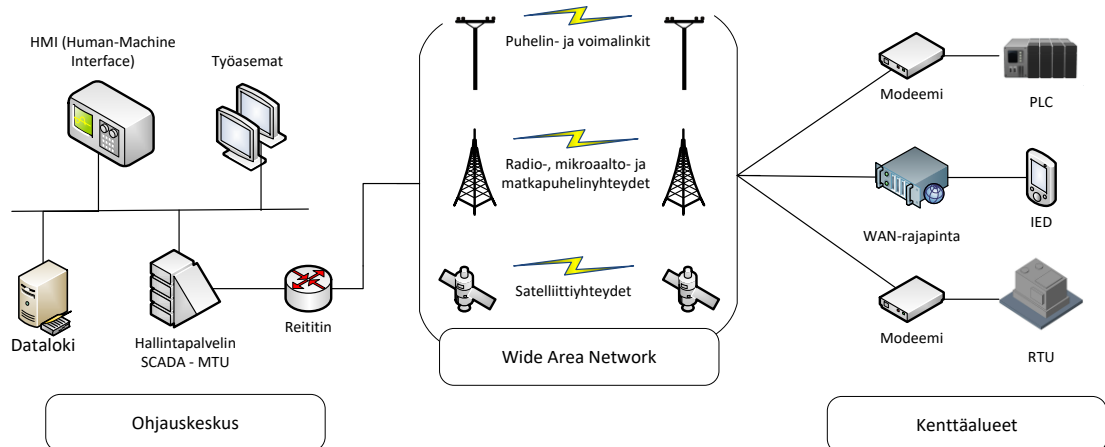 HMI (Human-Machine
Interface)
Työasemat
Dataloki
Hallintapalvelin
SCADA - MTU
Reititin
Ohjauskeskus
Puhelin- ja voimalinkit
Radio-, mikroaalto- ja
matkapuhelinyhteydet
Satelliittiyhteydet
Wide Area Network
Modeemi
PLC
WAN-rajapinta
IED
Modeemi
RTU
Kenttäalueet